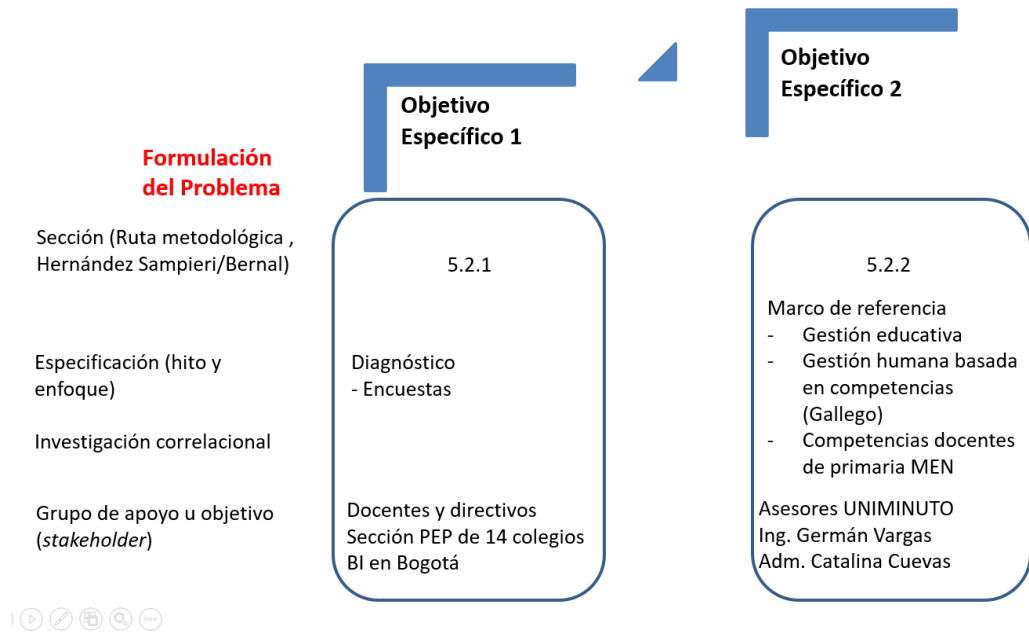 Objetivo
Específico 2
Objetivo
Específico 1
Formulación
del Problema
Sección (Ruta metodológica ,
Hernández Sampieri/Bernal)
5.2.1
5.2.2
Especificación (hito y
enfoque)
Diagnóstico
- Encuestas
Marco de referencia
- Gestión educativa
- Gestión humana basada
en competencias
(Gallego)
- Competencias docentes
de primaria MEN
Investigación correlacional
Grupo de apoyo u objetivo
(stakeholder)
Docentes y directivos
Sección PEP de 14 colegios
BI en Bogotá
Asesores UNIMINUTO
Ing. Germán Vargas
Adm. Catalina Cuevas